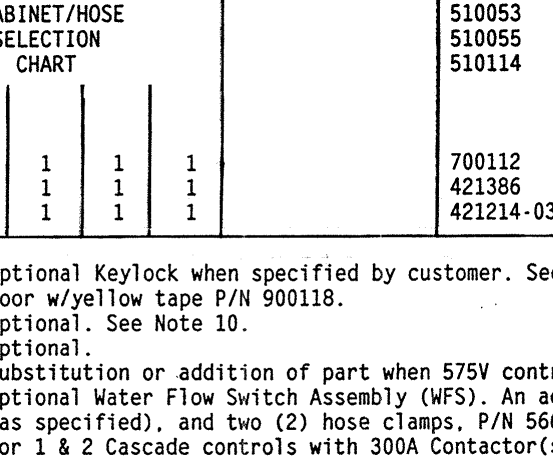 ABINET/HOSE 510053
SELECTION 510055
CHART 510114
1 1 1 700112
1 1 1 421386
1 1 1 421214-03
ptional Keylock when specified by customer. See
oor w/yellow tape P/N 900118.
ptional. See Note 10.
ptional.
ubstitution or addition of part when 575V contr
ptional Water Flow Switch Assembly (WFS). An ad
as specified), and two (2) hose clamps, P/N 560
or 1 & 2 Cascade controls with 300A Contactor(s